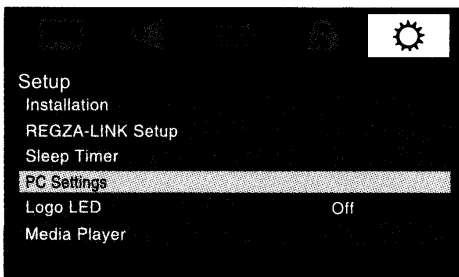 Setup
Installation
REGZA-LINK Setup
Sleep Timer
PC Settings
Logo LED Off
Media Player